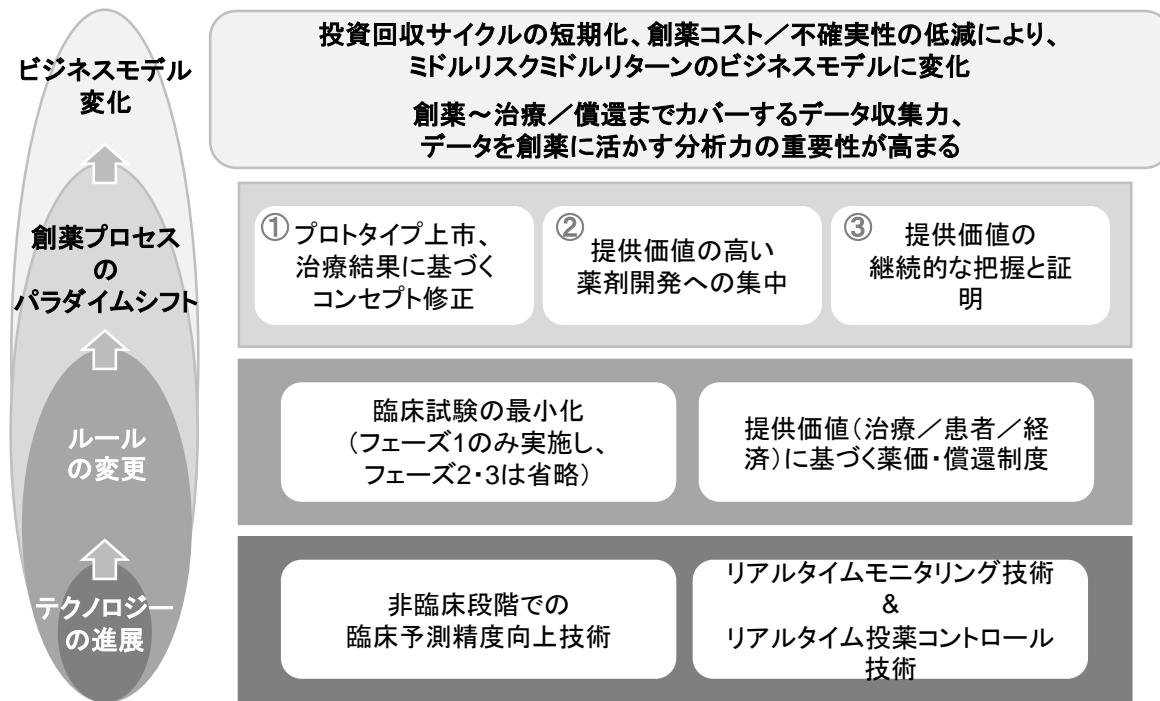 ビジネスモデル
変化
投資回収サイクルの短期化、創薬コスト／不確実性の低減により、
ミドルリスクミドルリターンのビジネスモデルに変化
創薬～治療／償還までカバーするデータ収集力、
データを創薬に活かす分析力の重要性が高まる
創薬プロセス
の
パラダイムシフト
①
プロトタイプ上市、
治療結果に基づく
コンセプト修正
②
提供価値の高い
薬剤開発への集中
③
提供価値の
継続的な把握と証
明
ルール
の変更
臨床試験の最小化
（フェーズ1のみ実施し、
フェーズ2・3は省略）
提供価値（治療／患者／経
済）に基づく薬価・償還制度
テクノロジー
の進展
非臨床段階での
臨床予測精度向上技術
リアルタイムモニタリング技術
&
リアルタイム投薬コントロール
技術